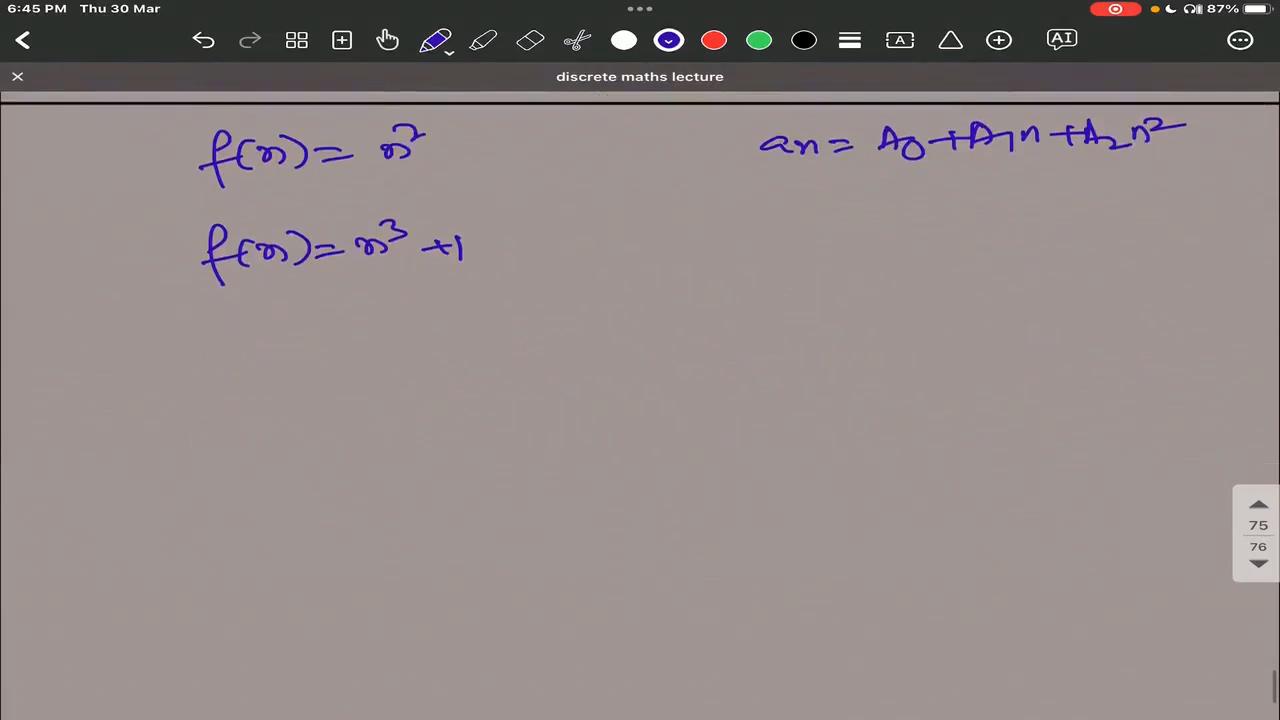 6:45 PM Thu 30 Mar
87%
A
AI
discrete maths lecture
f(n) = n² an = A₀ + A₁n + A₂n²
f(n) = n³ + 1
75
76